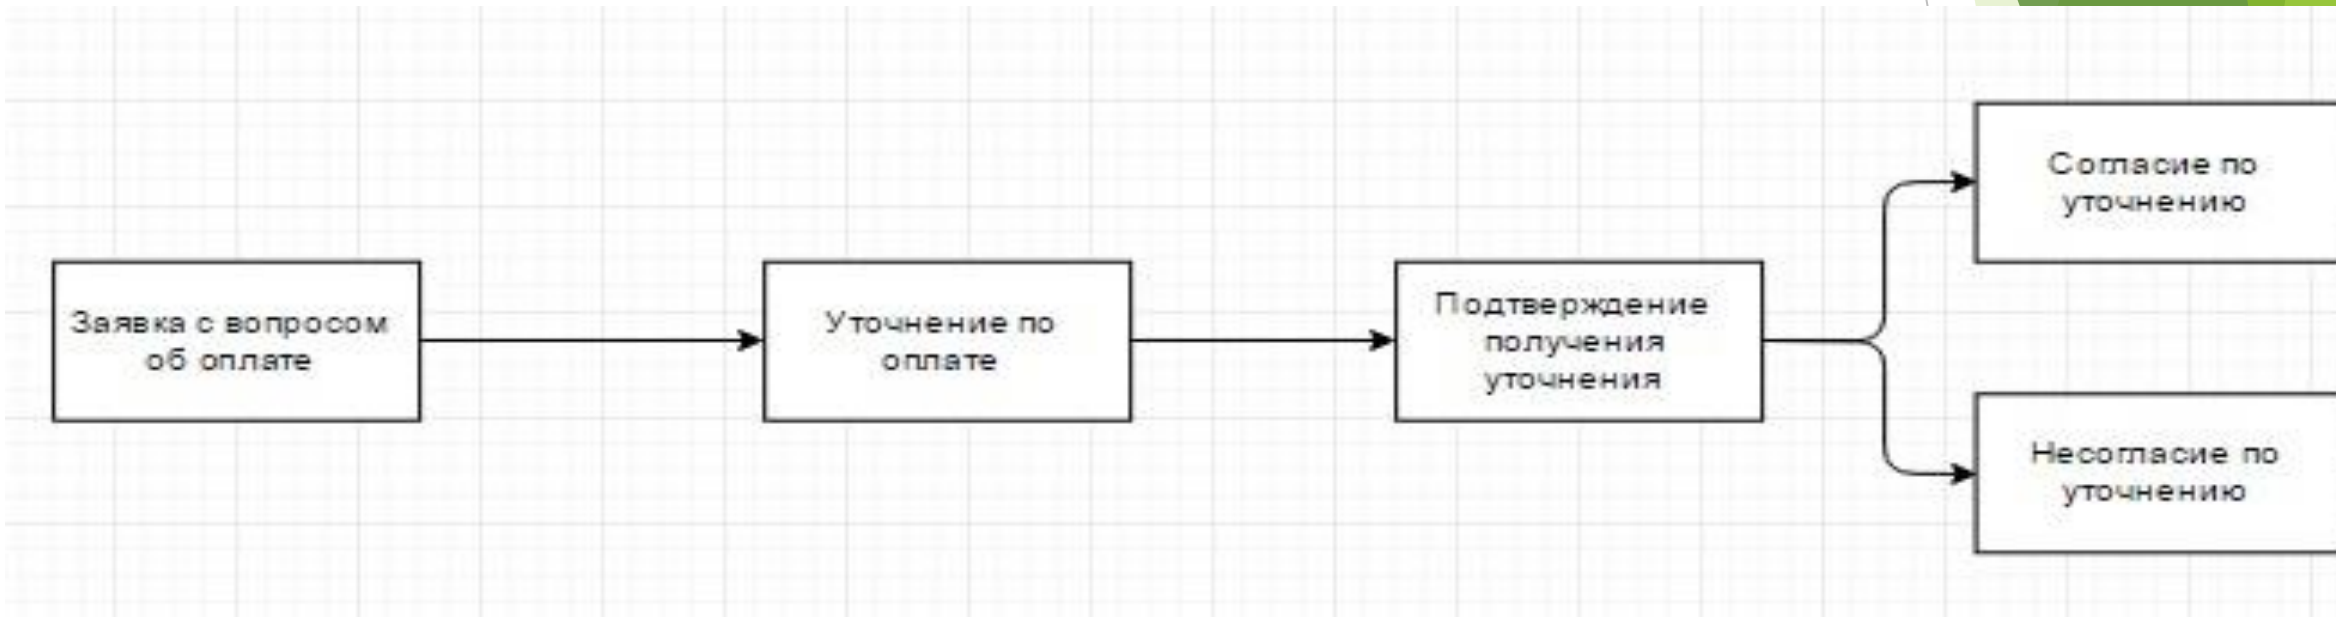 Заявка с вопросом
об оплате
Уточнение по
оплате
Подтверждение
получения
уточнения
Согласие по
уточнению
Несогласие по
уточнению